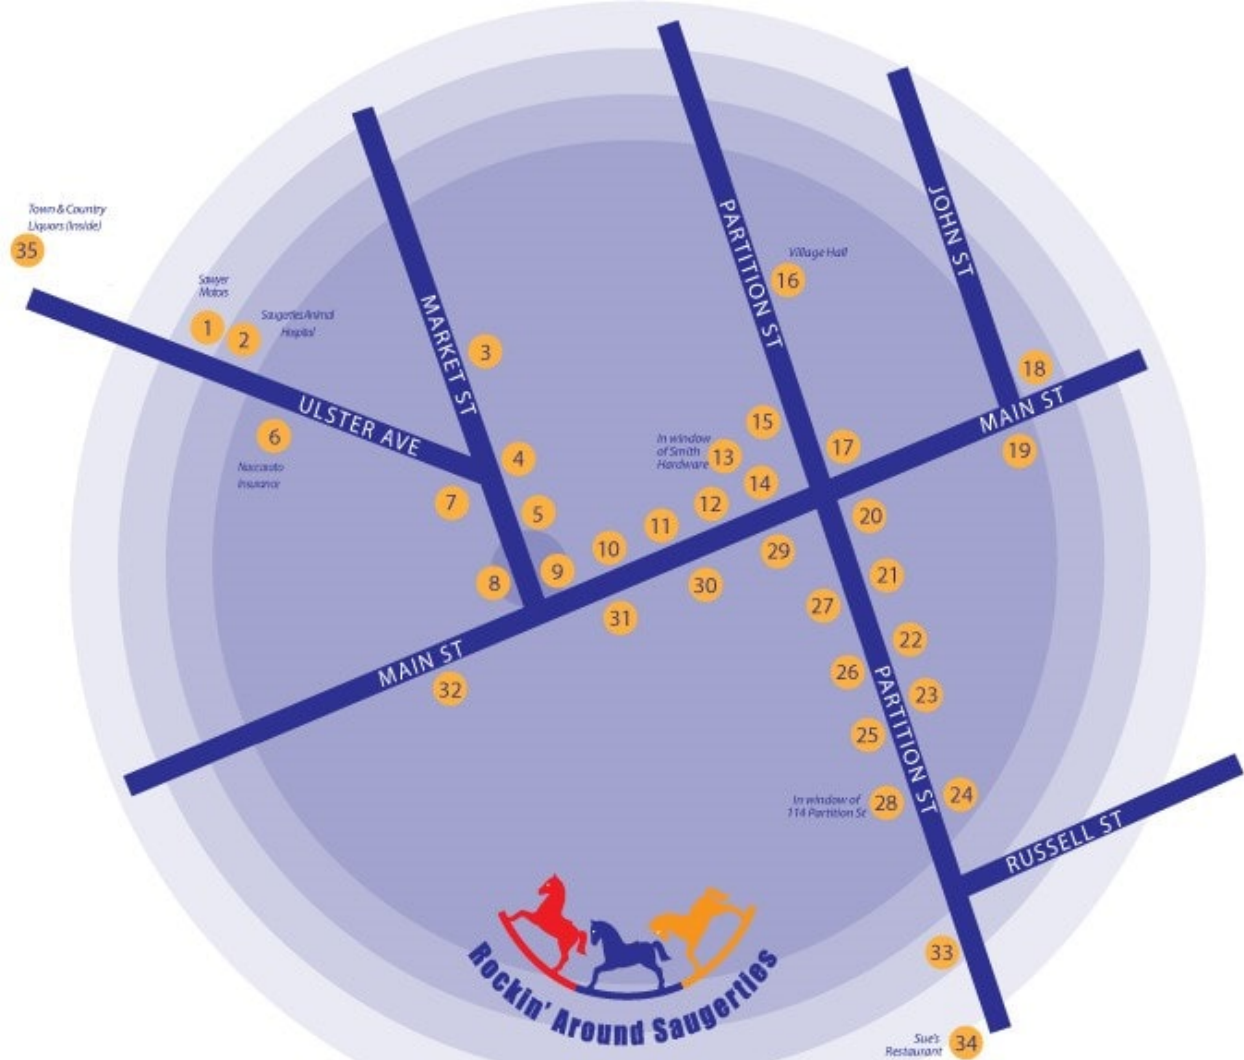 Town & Country
Liquors (Inside)
35
Sawyer
Motors
1
2
Saugerties Animal
Hospital
6
Naccarato
Insurance
ULSTER AVE
MARKET ST
3
4
5
7
8
9
10
11
12
In window
of Smith
Hardware
13
14
15
PARTITION ST
Village Hall
16
17
JOHN ST
18
MAIN ST
19
20
21
22
23
24
PARTITION ST
25
26
27
In window of
114 Partition St
28
29
30
31
MAIN ST
32
RUSSELL ST
33
Sue's
Restaurant
34
Rockin' Around Saugerties